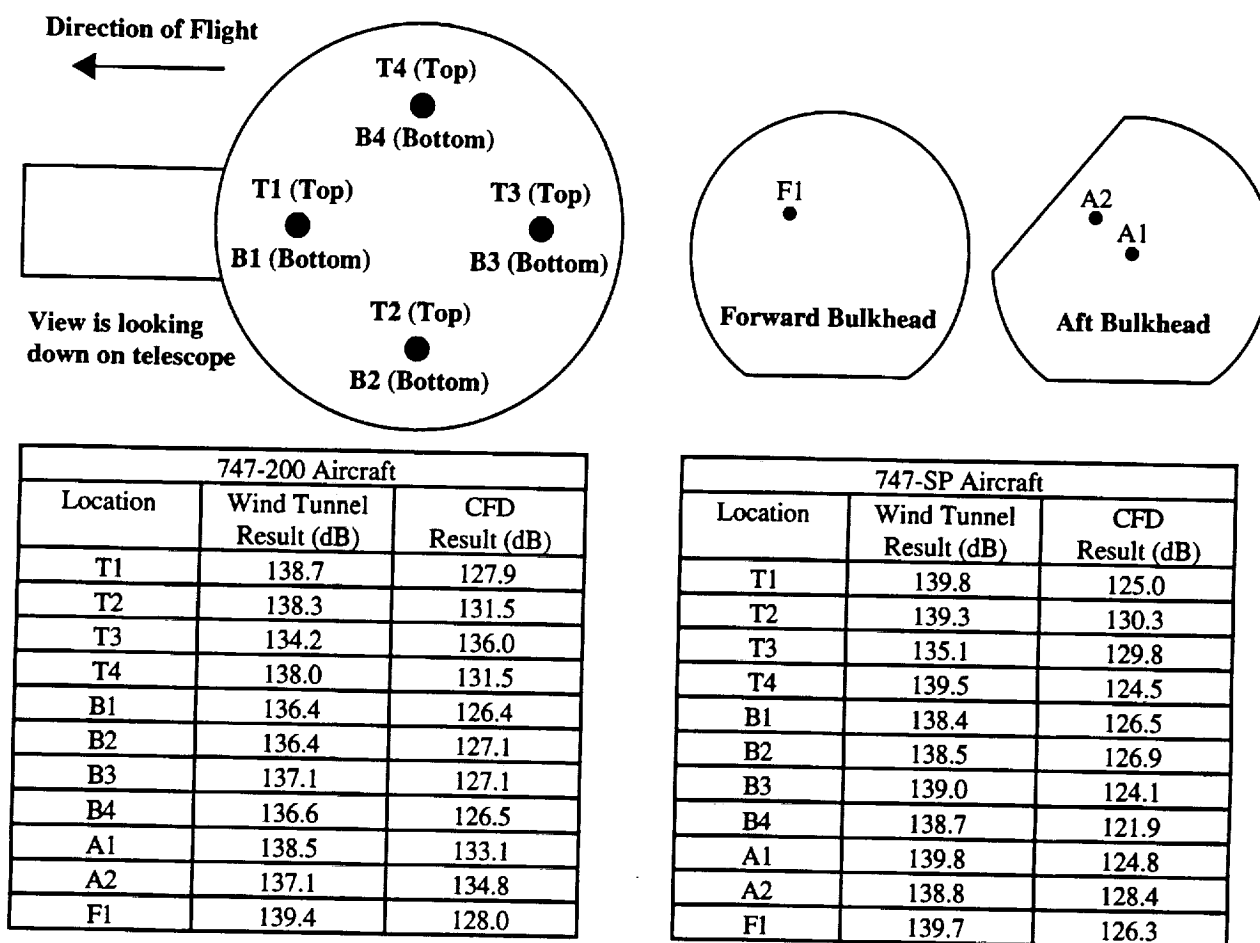 Direction of Flight
T4 (Top)
B4 (Bottom)
T1 (Top)
T3 (Top)
B1 (Bottom)
B3 (Bottom)
T2 (Top)
B2 (Bottom)
View is looking
down on telescope
F1
Forward Bulkhead
A2
A1
Aft Bulkhead
747-200 Aircraft
Location Wind Tunnel CFD
Result (dB) Result (dB)
T1 138.7 127.9
T2 138.3 131.5
T3 134.2 136.0
T4 138.0 131.5
B1 136.4 126.4
B2 136.4 127.1
B3 137.1 127.1
B4 136.6 126.5
A1 138.5 133.1
A2 137.1 134.8
F1 139.4 128.0
747-SP Aircraft
Location Wind Tunnel CFD
Result (dB) Result (dB)
T1 139.8 125.0
T2 139.3 130.3
T3 135.1 129.8
T4 139.5 124.5
B1 138.4 126.5
B2 138.5 126.9
B3 139.0 124.1
B4 138.7 121.9
A1 139.8 124.8
A2 138.8 128.4
F1 139.7 126.3